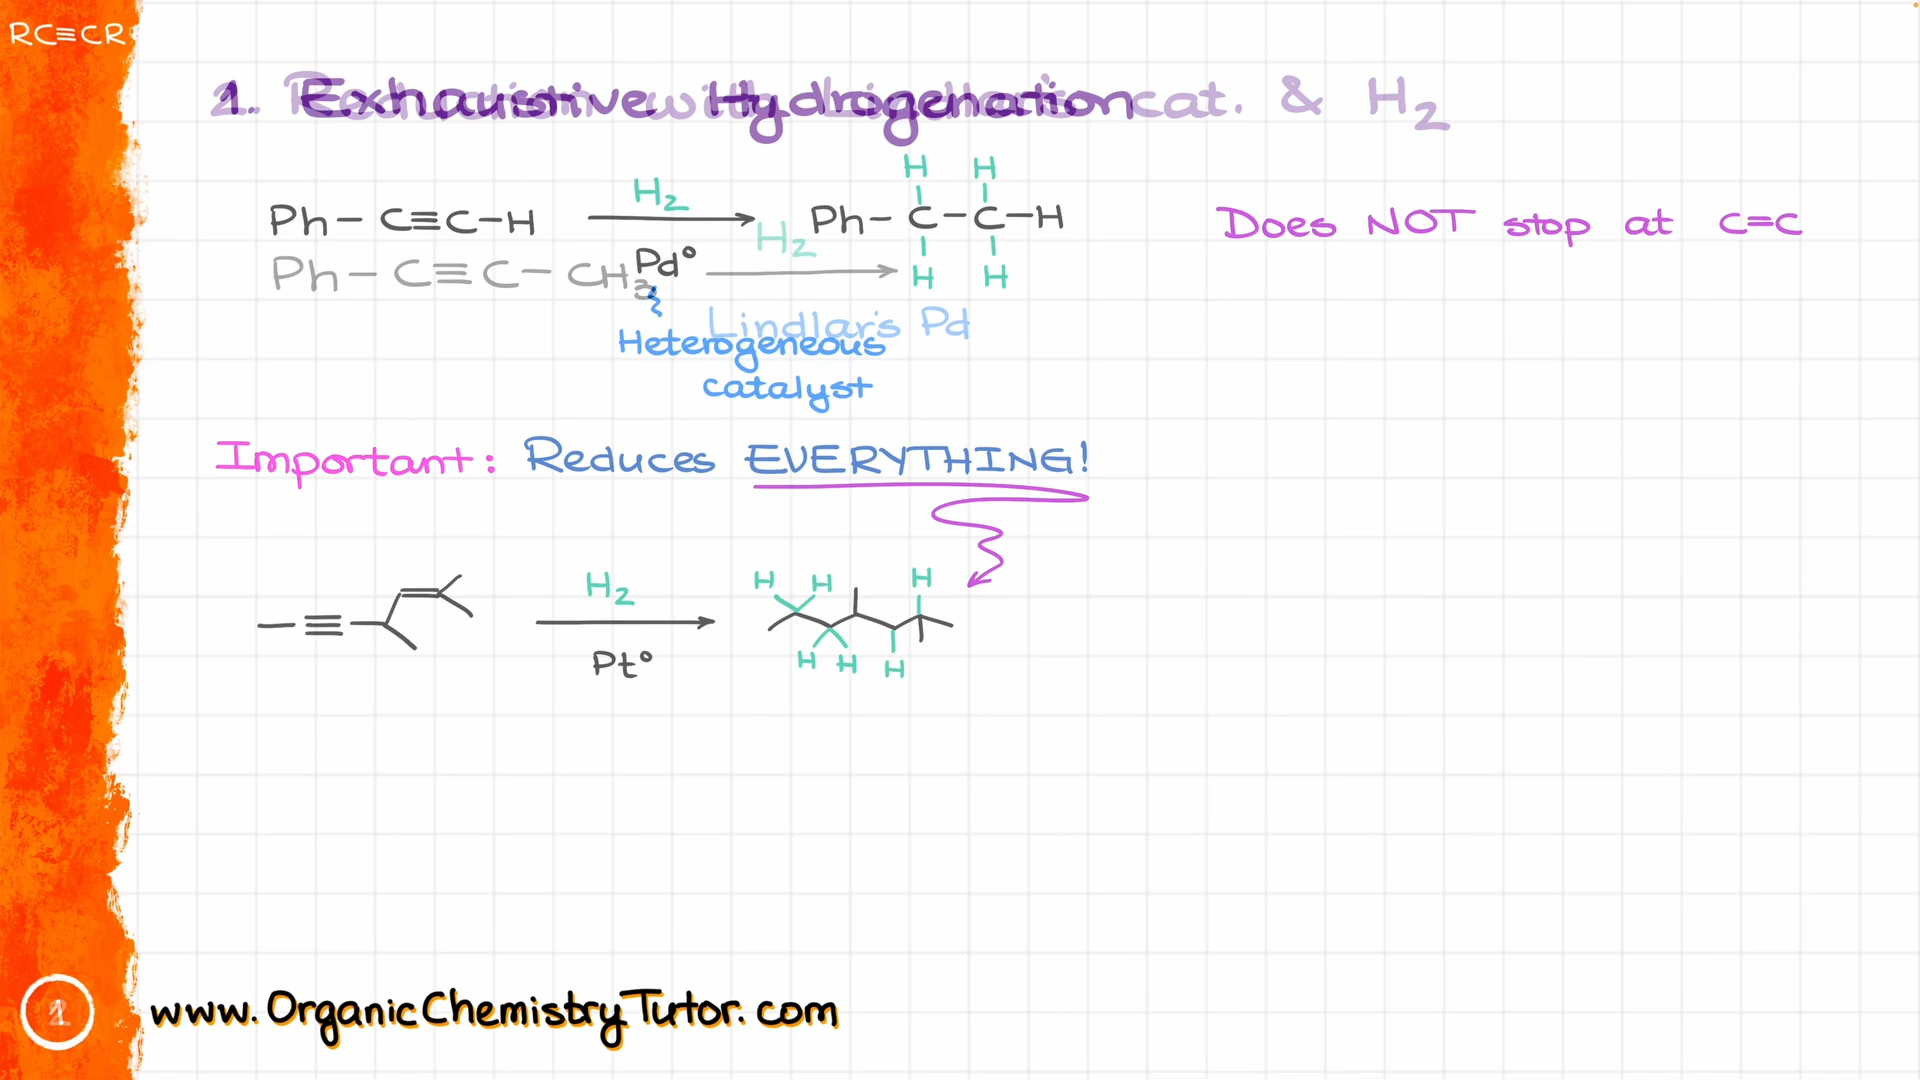 RC≡CR
1. Exhaustive Hydrogenation cat. & H₂
Ph–C≡C–H H₂ Pd° Ph–C–C–H H H H H
Does NOT stop at C=C
Ph–C≡C–CH₃ H₂ Lindlar's Pd
Heterogeneous
catalyst
Important: Reduces EVERYTHING!
H₂ Pt° H H H H H H
www.OrganicChemistryTutor.com